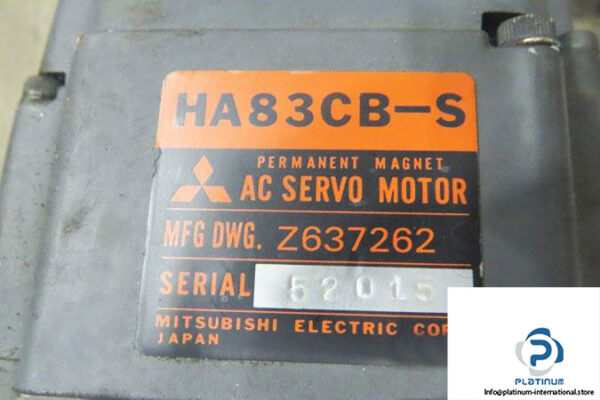 HA83CB-S
PERMANENT MAGNET
AC SERVO MOTOR
MFG DWG. Z637262
SERIAL 52015
MITSUBISHI ELECTRIC COR
JAPAN
PLATINUM
Info@platinum-international.store